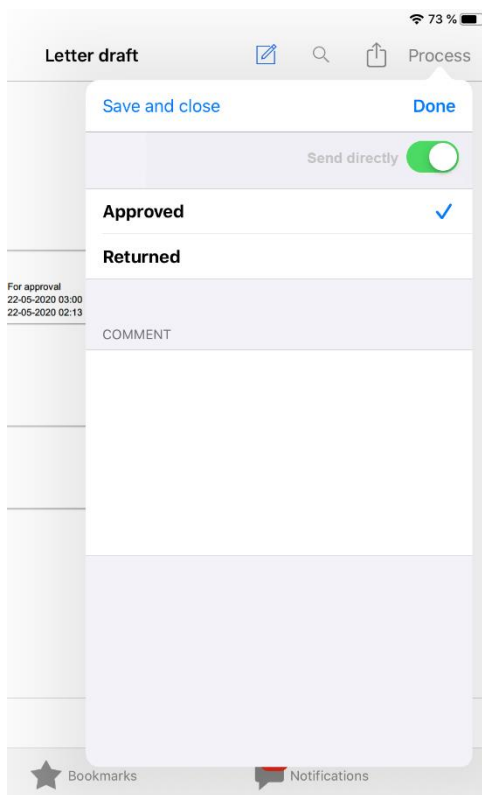 73 %
Letter draft
Process
Save and close
Done
Send directly
Approved
Returned
For approval
22-05-2020 03:00
22-05-2020 02:13
COMMENT
Bookmarks
Notifications